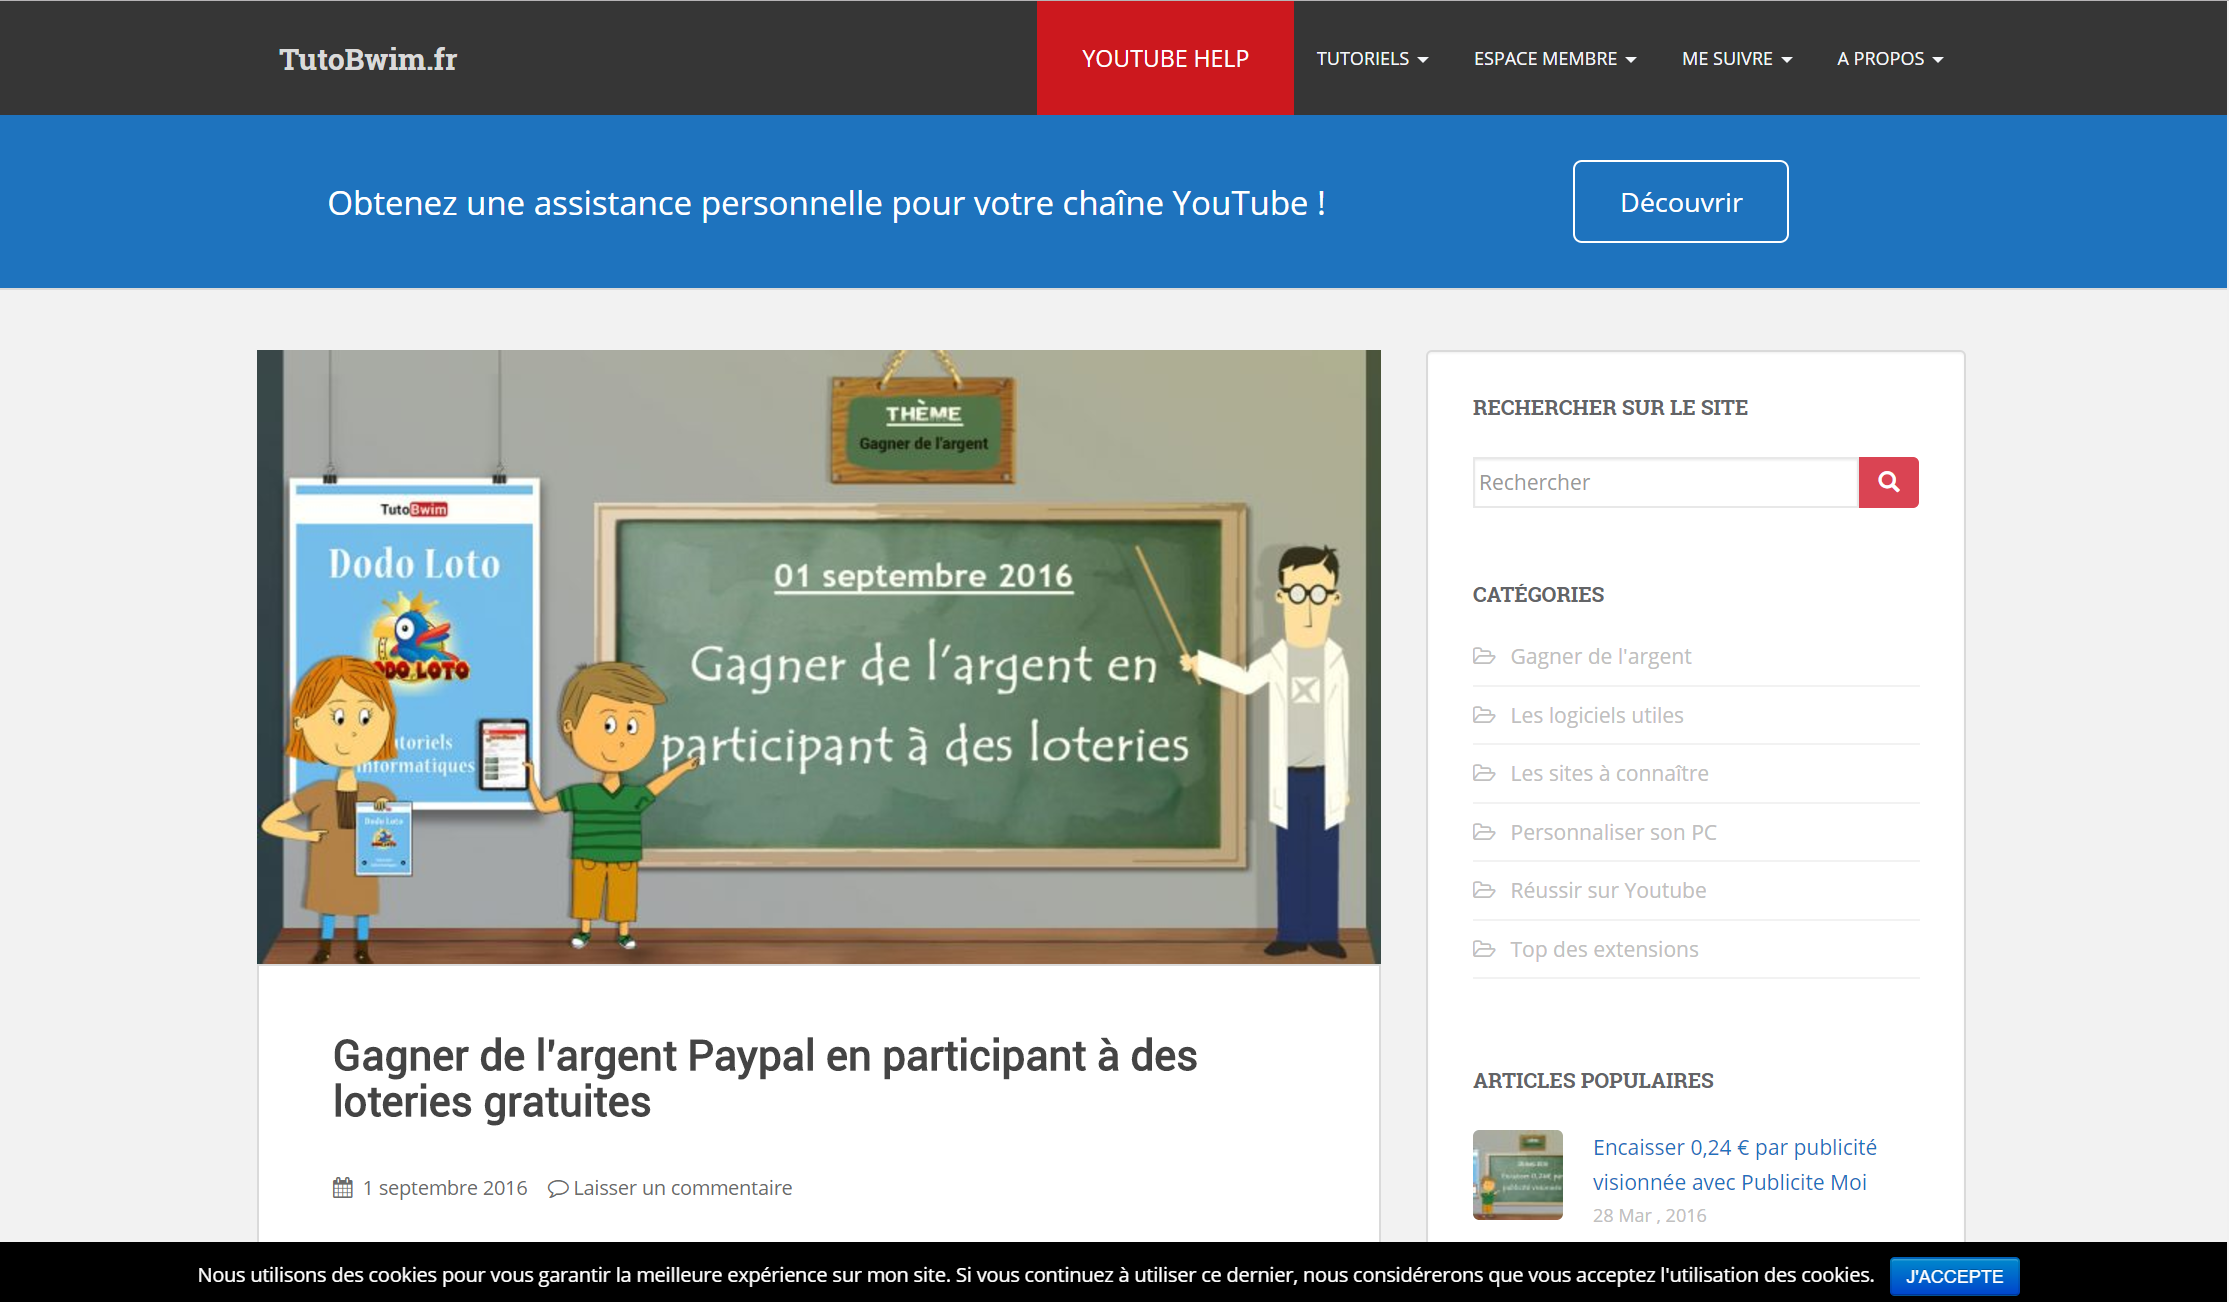 TutoBwim.fr
YOUTUBE HELP
TUTORIELS
ESPACE MEMBRE
ME SUIVRE
A PROPOS
Obtenez une assistance personnelle pour votre chaîne YouTube !
Découvrir
THÈME
Gagner de l'argent
TutoBwim
Dodo Loto
DODO LOTO
01 septembre 2016
Gagner de l'argent en
participant à des loteries
Dodo Loto
Gagner de l'argent Paypal en participant à des
loteries gratuites
1 septembre 2016
Laisser un commentaire
RECHERCHER SUR LE SITE
Rechercher
CATÉGORIES
Gagner de l'argent
Les logiciels utiles
Les sites à connaître
Personnaliser son PC
Réussir sur Youtube
Top des extensions
ARTICLES POPULAIRES
Encaisser 0,24 € par publicité
visionnée avec Publicite Moi
28 Mar , 2016
Nous utilisons des cookies pour vous garantir la meilleure expérience sur mon site. Si vous continuez à utiliser ce dernier, nous considérerons que vous acceptez l'utilisation des cookies.
J'ACCEPTE